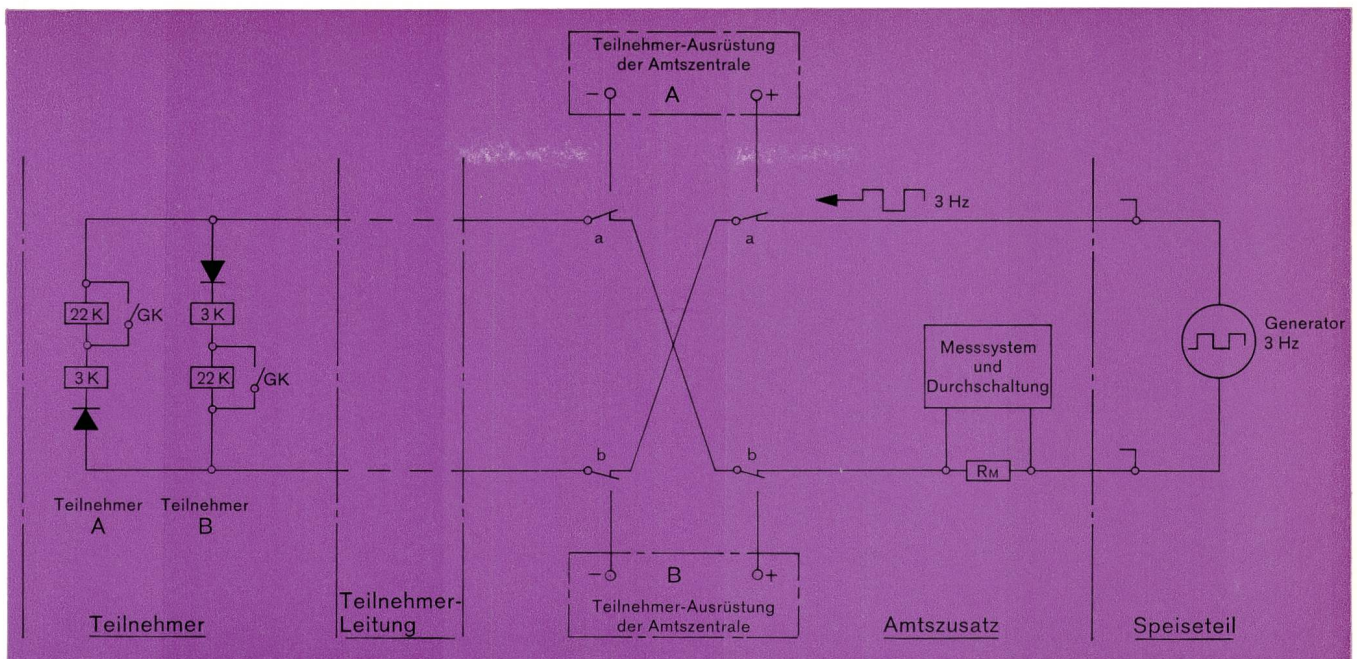 Teilnehmer-Ausrüstung
der Amtszentrale
- A +
3 Hz
a
a
22 K
GK
3 K
3 K
22 K
GK
Generator
3 Hz
Messsystem
und
Durchschaltung
b
b
RM
Teilnehmer
A
Teilnehmer
B
- B +
Teilnehmer-Ausrüstung
der Amtszentrale
Teilnehmer
Teilnehmer-
Leitung
Amtszusatz
Speiseteil